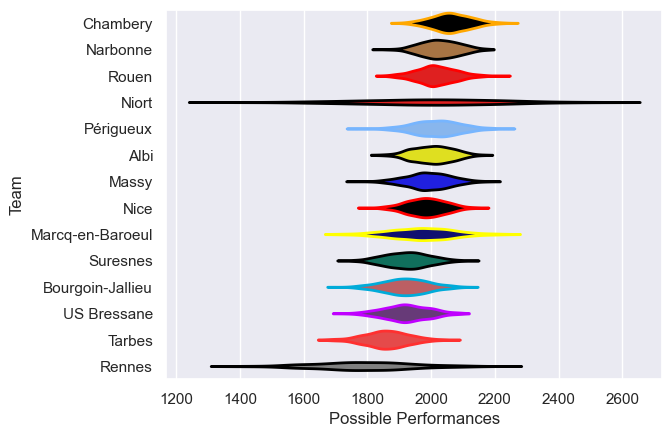 Chambery
Narbonne
Rouen
Niort
Périgueux
Albi
Massy
Nice
Marcq-en-Baroeul
Suresnes
Bourgoin-Jallieu
US Bressane
Tarbes
Rennes
Team
1200 1400 1600 1800 2000 2200 2400 2600
Possible Performances